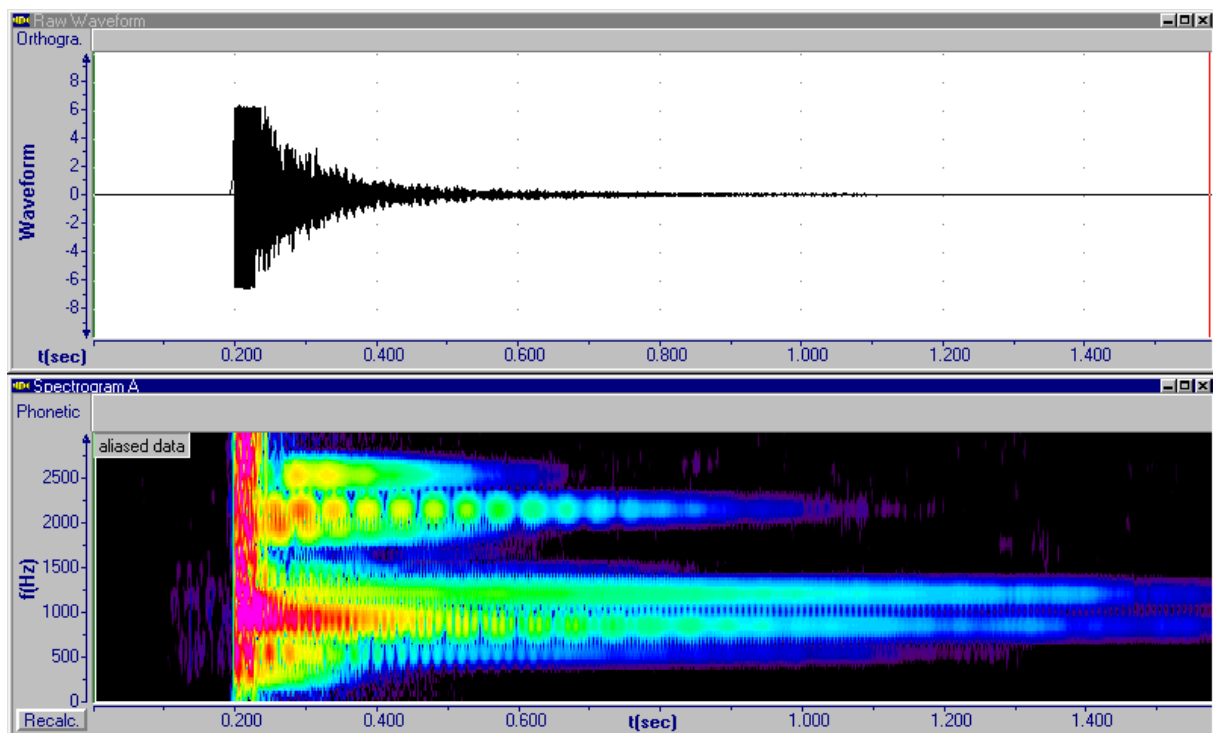 Raw Waveform
Orthogra.
Waveform
8
6
4
2
0
-2
-4
-6
-8
t(sec) 0.200 0.400 0.600 0.800 1.000 1.200 1.400
Spectrogram A
Phonetic
aliased data
f(Hz)
2500
2000
1500
1000
500
0
Recalc. 0.200 0.400 0.600 t(sec) 1.000 1.200 1.400